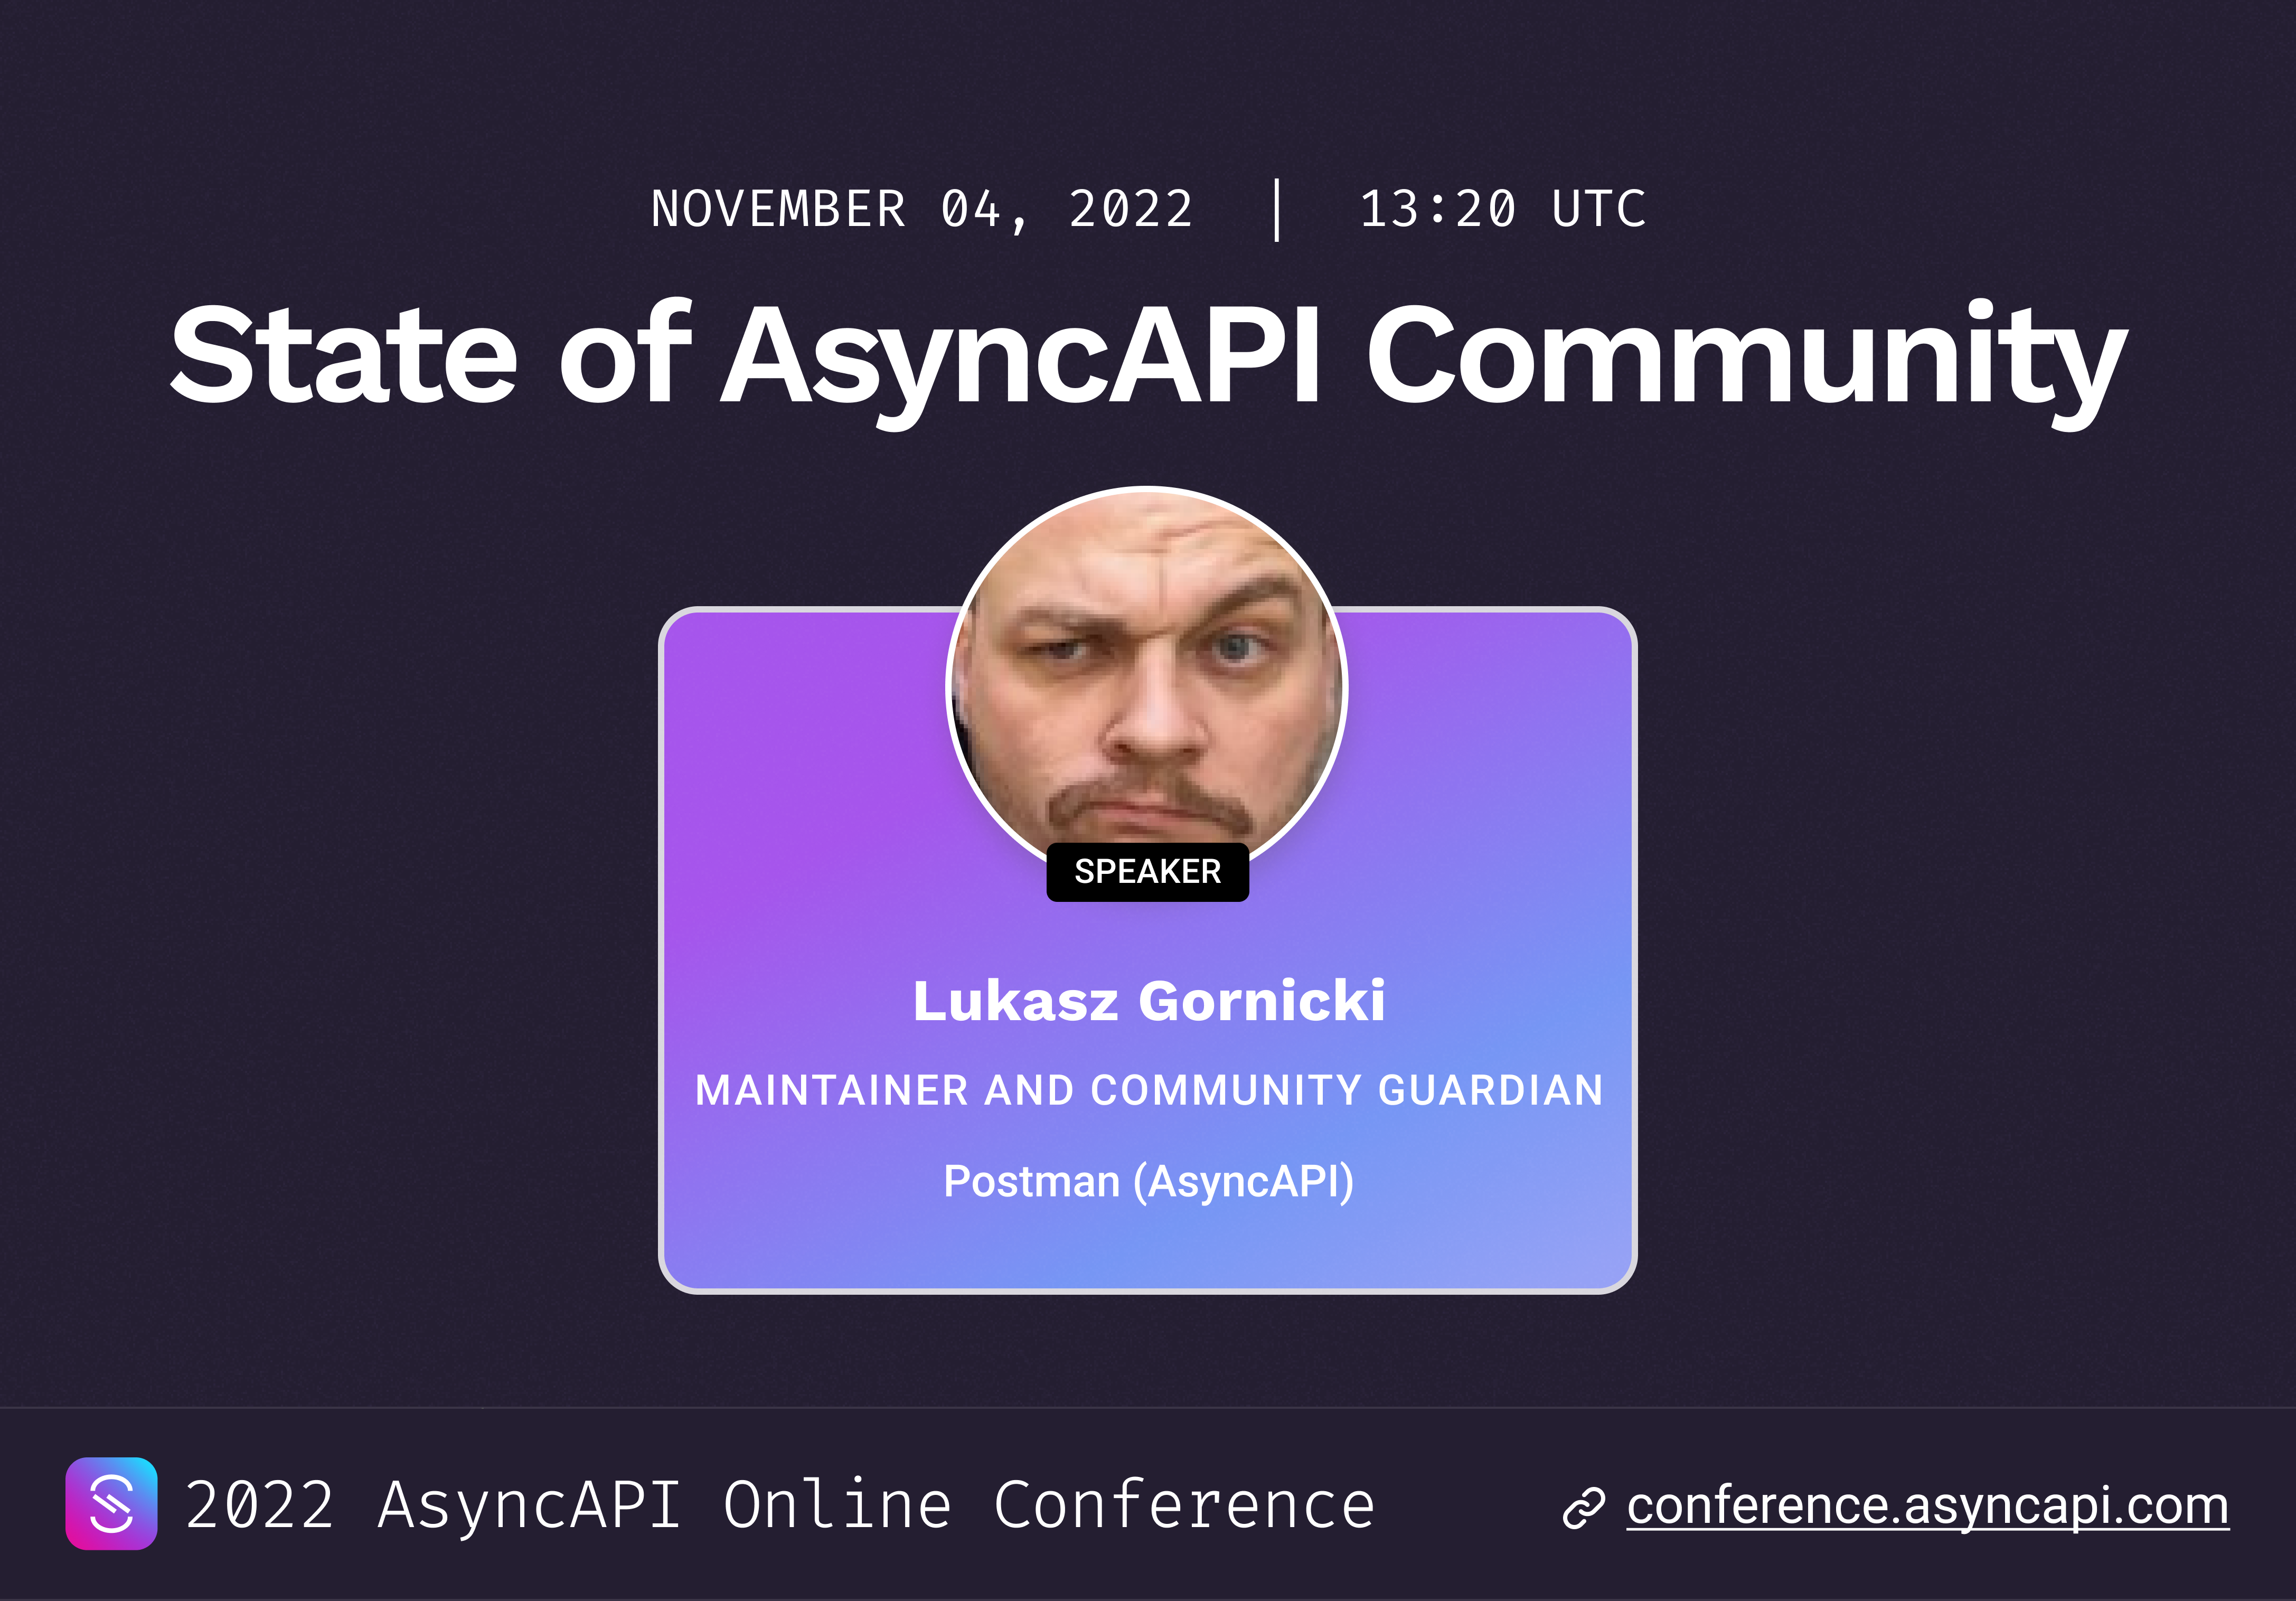 NOVEMBER 04, 2022 | 13:20 UTC
State of AsyncAPI Community
SPEAKER
Lukasz Gornicki
MAINTAINER AND COMMUNITY GUARDIAN
Postman (AsyncAPI)
2022 AsyncAPI Online Conference
conference.asyncapi.com